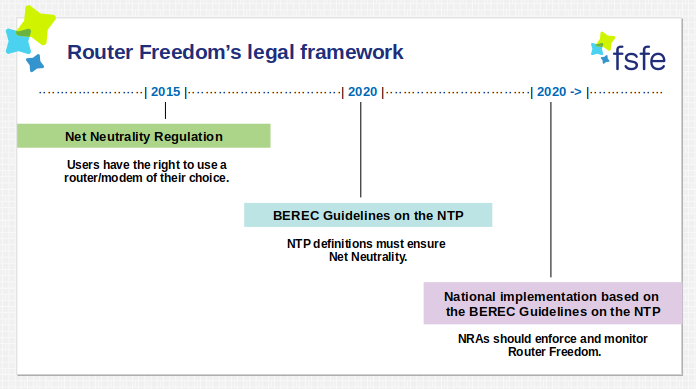 Router Freedom's legal framework
fsfe
| 2015 | | 2020 | | 2020 -> |
Net Neutrality Regulation
Users have the right to use a
router/modem of their choice.
BEREC Guidelines on the NTP
NTP definitions must ensure
Net Neutrality.
National implementation based on
the BEREC Guidelines on the NTP
NRAs should enforce and monitor
Router Freedom.